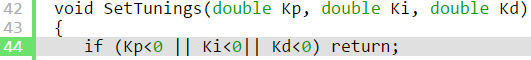 42 void SetTunings(double Kp, double Ki, double Kd)
43 {
44 if (Kp<0 || Ki<0|| Kd<0) return;